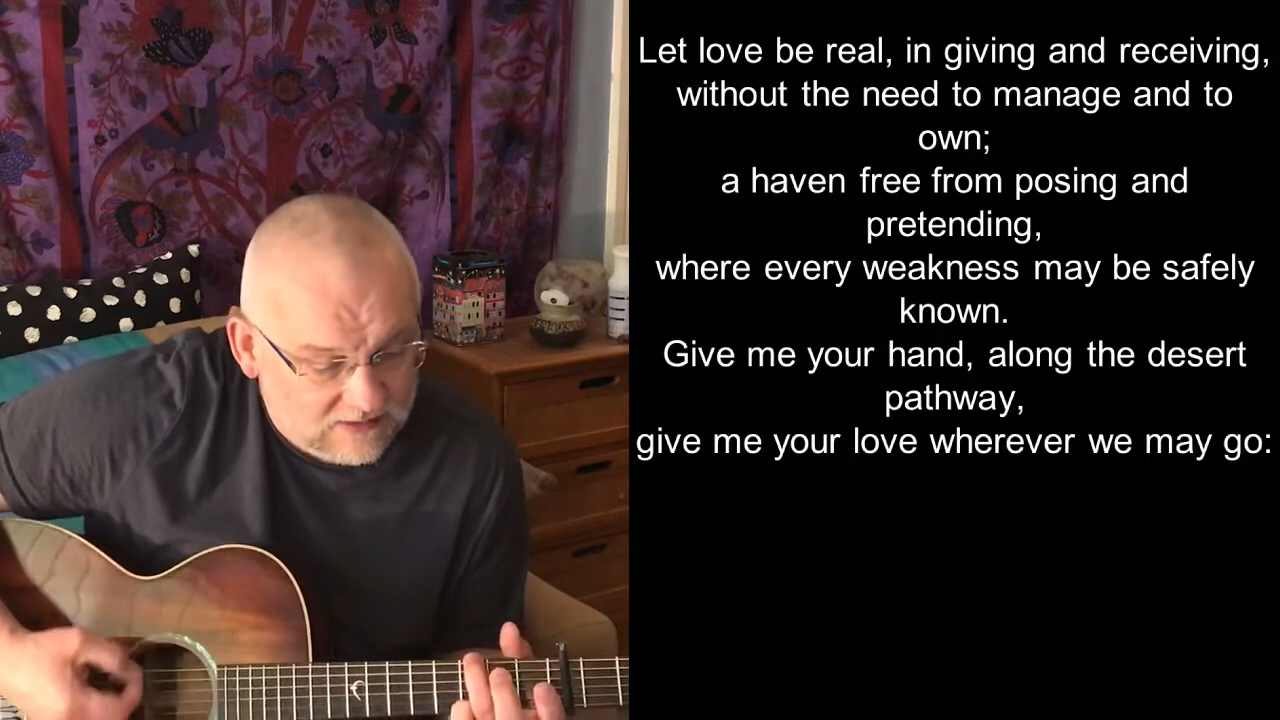 Let love be real, in giving and receiving,
without the need to manage and to
own;
a haven free from posing and
pretending,
where every weakness may be safely
known.
Give me your hand, along the desert
pathway,
give me your love wherever we may go: